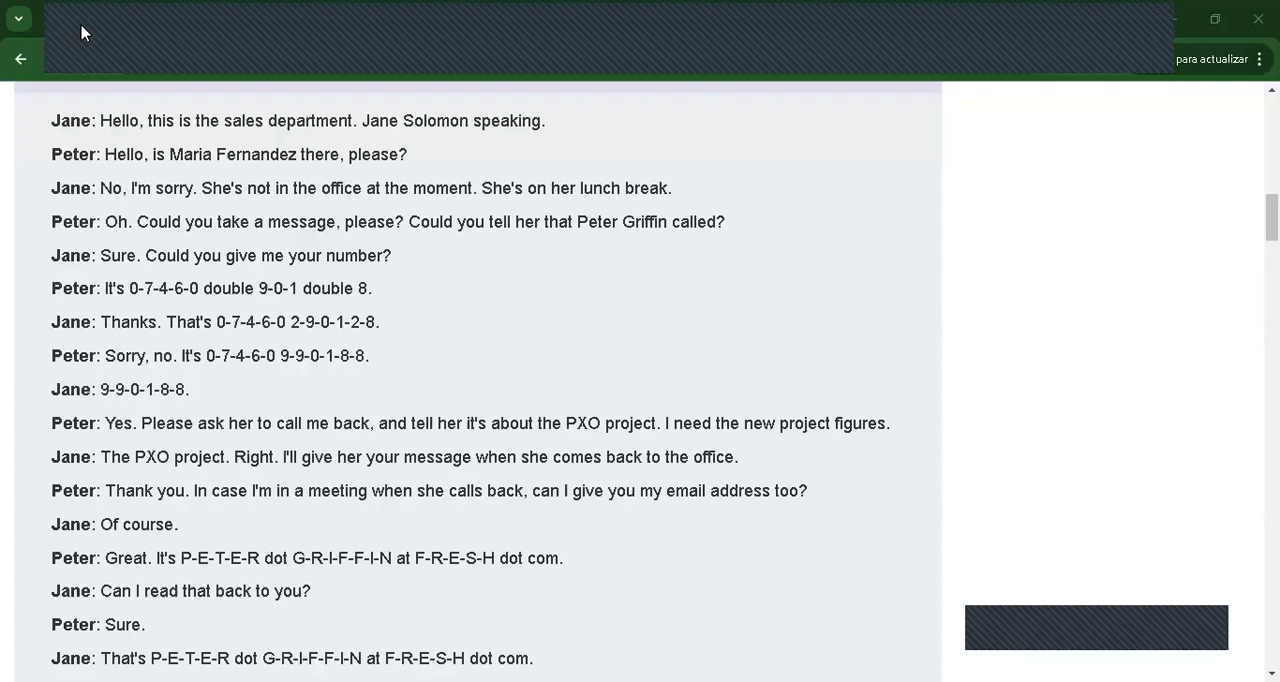 para actualizar
Jane: Hello, this is the sales department. Jane Solomon speaking.
Peter: Hello, is Maria Fernandez there, please?
Jane: No, I'm sorry. She's not in the office at the moment. She's on her lunch break.
Peter: Oh. Could you take a message, please? Could you tell her that Peter Griffin called?
Jane: Sure. Could you give me your number?
Peter: It's 0-7-4-6-0 double 9-0-1 double 8.
Jane: Thanks. That's 0-7-4-6-0 2-9-0-1-2-8.
Peter: Sorry, no. It's 0-7-4-6-0 9-9-0-1-8-8.
Jane: 9-9-0-1-8-8.
Peter: Yes. Please ask her to call me back, and tell her it's about the PXO project. I need the new project figures.
Jane: The PXO project. Right. I'll give her your message when she comes back to the office.
Peter: Thank you. In case I'm in a meeting when she calls back, can I give you my email address too?
Jane: Of course.
Peter: Great. It's P-E-T-E-R dot G-R-I-F-F-I-N at F-R-E-S-H dot com.
Jane: Can I read that back to you?
Peter: Sure.
Jane: That's P-E-T-E-R dot G-R-I-F-F-I-N at F-R-E-S-H dot com.